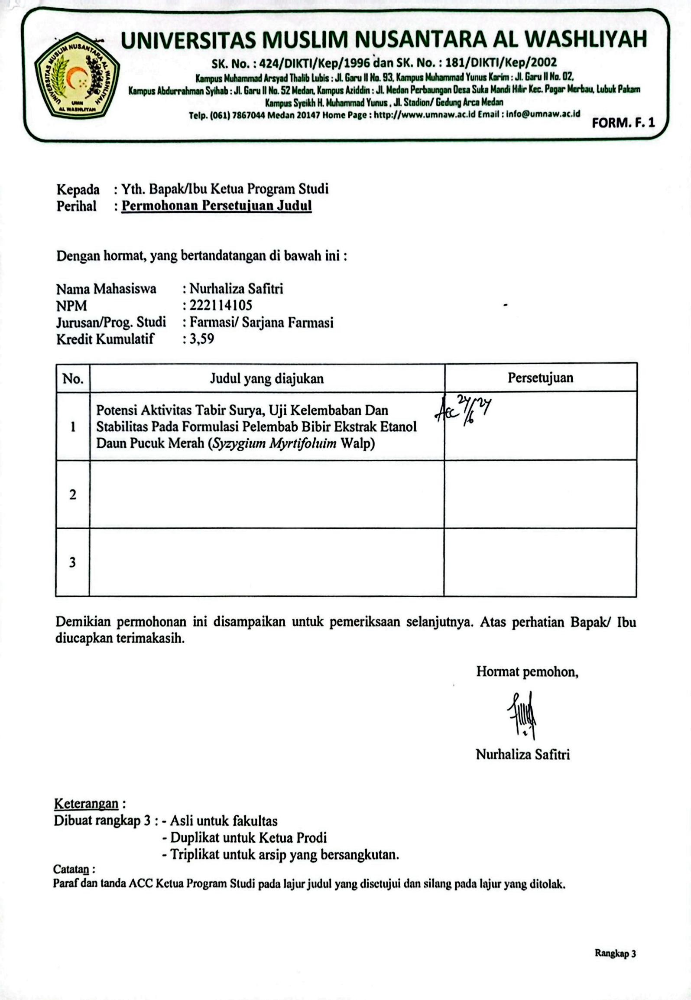 UNIVERSITAS MUSLIM NUSANTARA AL WASHLIYAH
SK. No. : 424/DIKTI/Kep/1996 dan SK. No. : 181/DIKTI/Kep/2002
Kampus Muhammad Arsyad Thalib Lubis : Jl. Garu II No. 93, Kampus Muhammad Yunus Karim : Jl. Garu II No. 02,
Kampus Abdurrahman Syihab : Jl. Garu II No. 52 Medan, Kampus Aziddin : Jl. Medan Perbaungan Desa Suka Mandi Hilir Kec. Pagar Merbau, Lubuk Pakam
Kampus Syeikh H. Muhammad Yunus , Jl. Stadion/ Gedung Arca Medan
Telp. (061) 7867044 Medan 20147 Home Page : http://www.umnaw.ac.id Email : info@umnaw.ac.id
FORM. F. 1
UNIVERSITAS MUSLIM NUSANTARA AL WASHLIYAH
UMN
AL WASHLIYAH
Kepada : Yth. Bapak/Ibu Ketua Program Studi
Perihal : Permohonan Persetujuan Judul
Dengan hormat, yang bertandatangan di bawah ini :
Nama Mahasiswa : Nurhaliza Safitri
NPM : 222114105
Jurusan/Prog. Studi : Farmasi/ Sarjana Farmasi
Kredit Kumulatif : 3,59
No. Judul yang diajukan Persetujuan
1 Potensi Aktivitas Tabir Surya, Uji Kelembaban Dan
Stabilitas Pada Formulasi Pelembab Bibir Ekstrak Etanol
Daun Pucuk Merah (Syzygium Myrtifoluim Walp)
Acc 24/6 24
2
3
Demikian permohonan ini disampaikan untuk pemeriksaan selanjutnya. Atas perhatian Bapak/ Ibu
diucapkan terimakasih.
Hormat pemohon,
Nurhaliza Safitri
Keterangan :
Dibuat rangkap 3 : - Asli untuk fakultas
- Duplikat untuk Ketua Prodi
- Triplikat untuk arsip yang bersangkutan.
Catatan :
Paraf dan tanda ACC Ketua Program Studi pada lajur judul yang disetujui dan silang pada lajur yang ditolak.
Rangkap 3